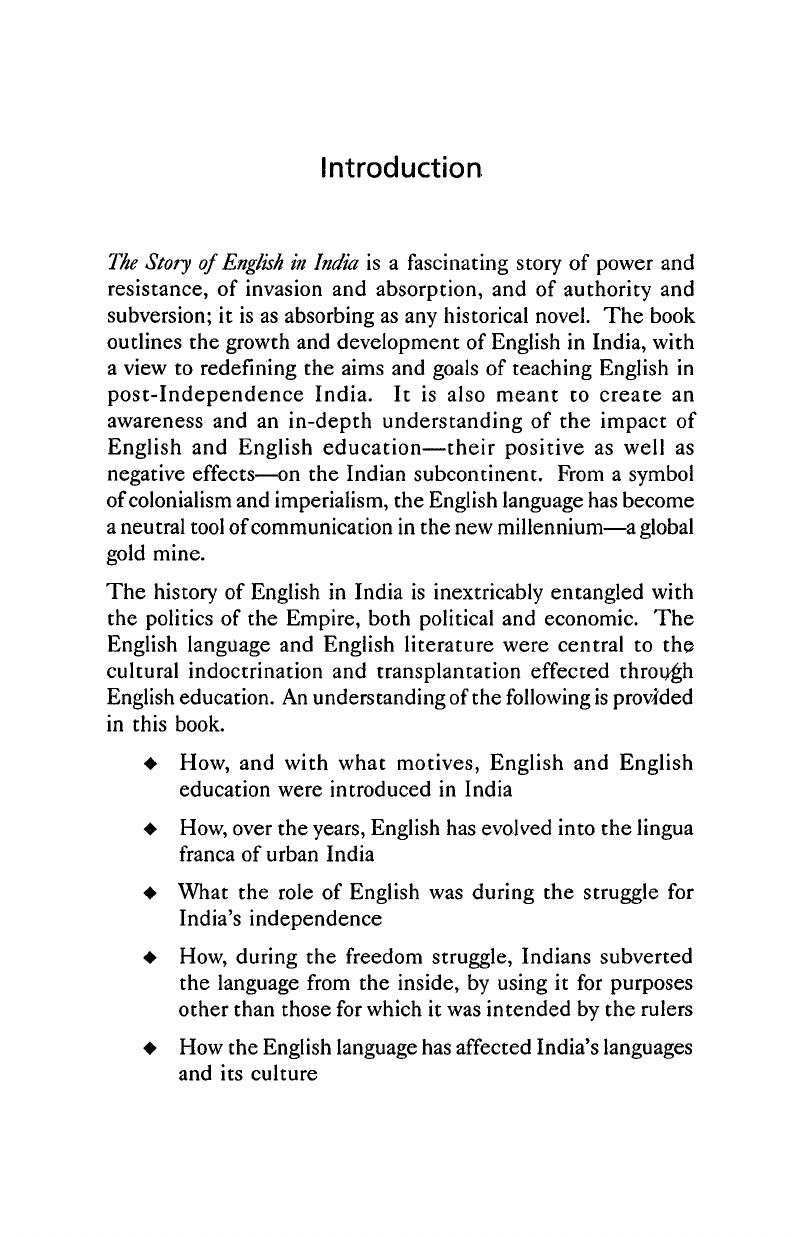 Introduction
The Story of English in India is a fascinating story of power and
resistance, of invasion and absorption, and of authority and
subversion; it is as absorbing as any historical novel. The book
outlines the growth and development of English in India, with
a view to redefining the aims and goals of teaching English in
post-Independence India. It is also meant to create an
awareness and an in-depth understanding of the impact of
English and English education—their positive as well as
negative effects—on the Indian subcontinent. From a symbol
of colonialism and imperialism, the English language has become
a neutral tool of communication in the new millennium—a global
gold mine.
The history of English in India is inextricably entangled with
the politics of the Empire, both political and economic. The
English language and English literature were central to the
cultural indoctrination and transplantation effected through
English education. An understanding of the following is provided
in this book.
◆ How, and with what motives, English and English
education were introduced in India
◆ How, over the years, English has evolved into the lingua
franca of urban India
◆ What the role of English was during the struggle for
India's independence
◆ How, during the freedom struggle, Indians subverted
the language from the inside, by using it for purposes
other than those for which it was intended by the rulers
◆ How the English language has affected India's languages
and its culture